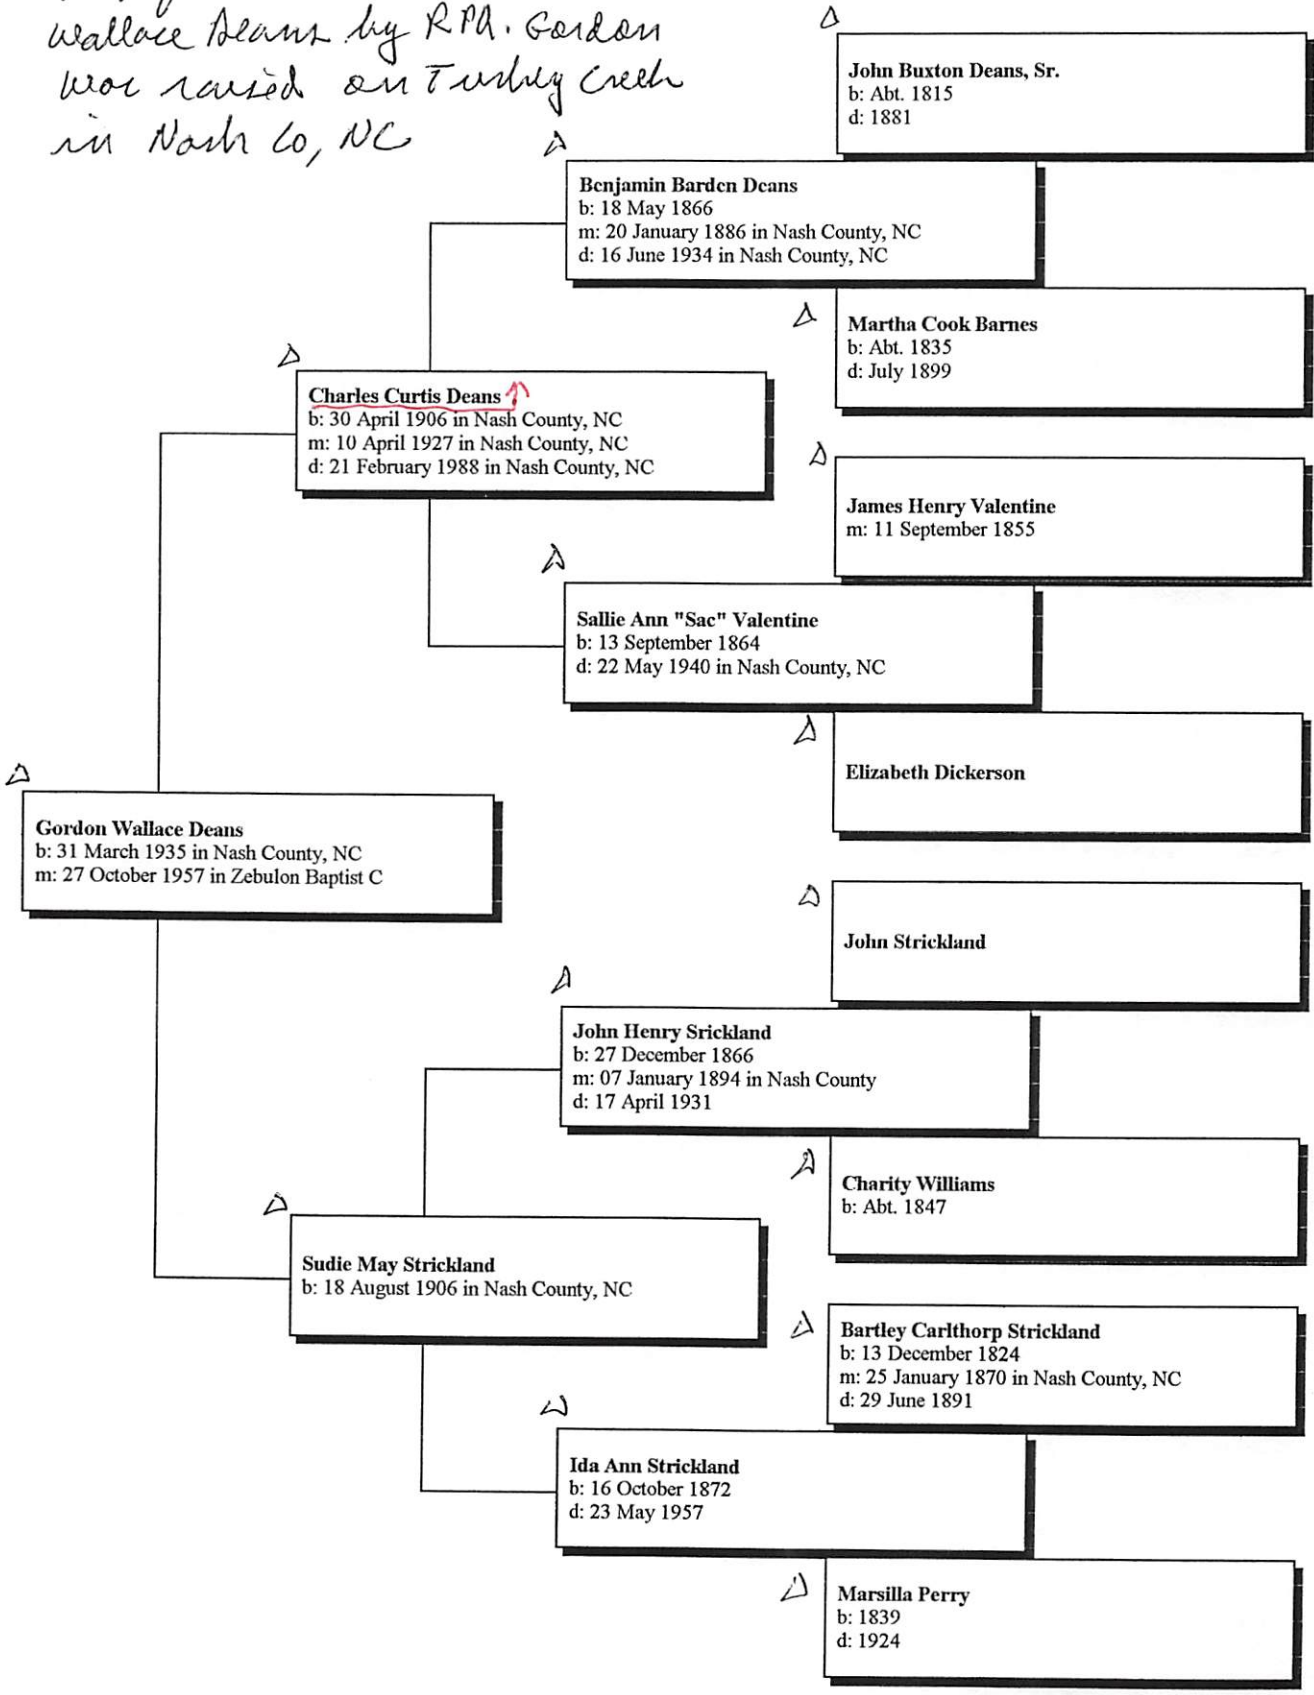 Wallace Deans by RPA. Gordon
was raised on Turkey Creek
in Nash Co, NC
John Buxton Deans, Sr.
b: Abt. 1815
d: 1881
Benjamin Barden Deans
b: 18 May 1866
m: 20 January 1886 in Nash County, NC
d: 16 June 1934 in Nash County, NC
Martha Cook Barnes
b: Abt. 1835
d: July 1899
Charles Curtis Deans
b: 30 April 1906 in Nash County, NC
m: 10 April 1927 in Nash County, NC
d: 21 February 1988 in Nash County, NC
James Henry Valentine
m: 11 September 1855
Sallie Ann "Sac" Valentine
b: 13 September 1864
d: 22 May 1940 in Nash County, NC
Elizabeth Dickerson
Gordon Wallace Deans
b: 31 March 1935 in Nash County, NC
m: 27 October 1957 in Zebulon Baptist C
John Strickland
John Henry Srickland
b: 27 December 1866
m: 07 January 1894 in Nash County
d: 17 April 1931
Charity Williams
b: Abt. 1847
Sudie May Strickland
b: 18 August 1906 in Nash County, NC
Bartley Carlthorp Strickland
b: 13 December 1824
m: 25 January 1870 in Nash County, NC
d: 29 June 1891
Ida Ann Strickland
b: 16 October 1872
d: 23 May 1957
Marsilla Perry
b: 1839
d: 1924